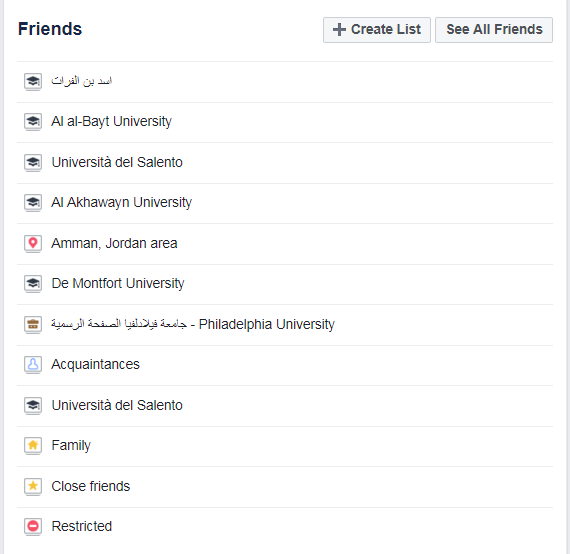 Friends
Create List
See All Friends
اسد بن الفرات
Al al-Bayt University
Università del Salento
Al Akhawayn University
Amman, Jordan area
De Montfort University
جامعة فيلادلفيا الصفحة الرسمية - Philadelphia University
Acquaintances
Università del Salento
Family
Close friends
Restricted